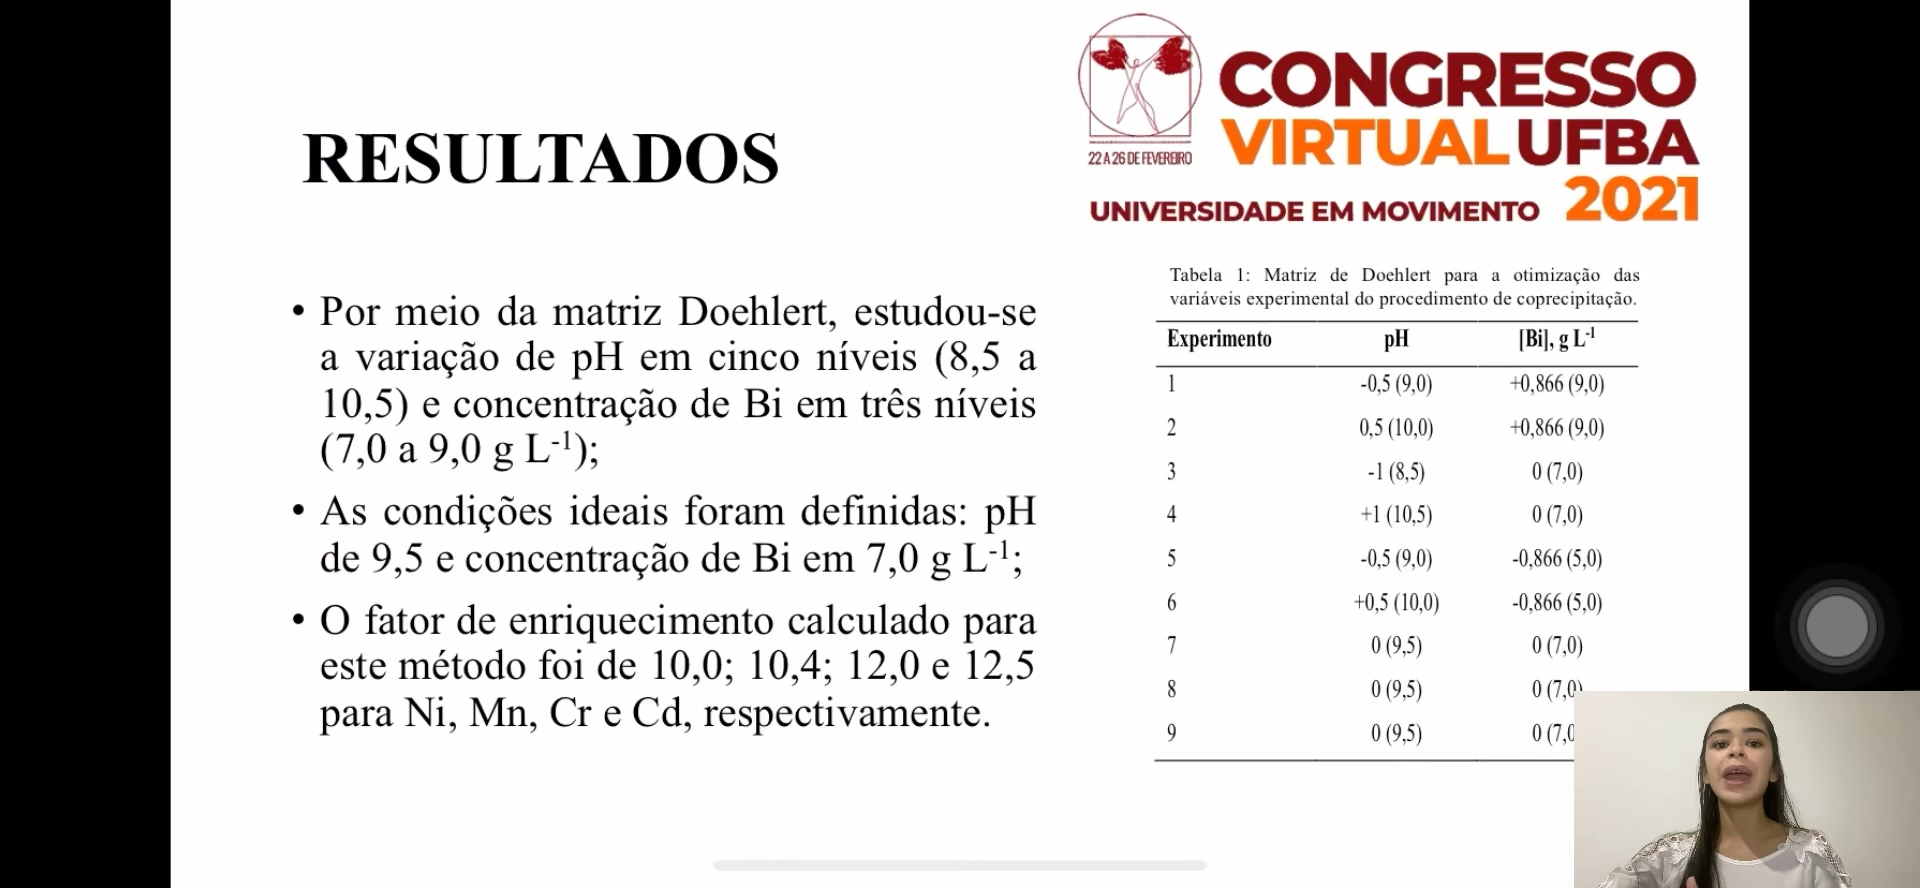 CONGRESSO
VIRTUAL UFBA
22 A 26 DE FEVEREIRO
UNIVERSIDADE EM MOVIMENTO 2021
RESULTADOS
• Por meio da matriz Doehlert, estudou-se
a variação de pH em cinco níveis (8,5 a
10,5) e concentração de Bi em três níveis
(7,0 a 9,0 g L⁻¹);
• As condições ideais foram definidas: pH
de 9,5 e concentração de Bi em 7,0 g L⁻¹;
• O fator de enriquecimento calculado para
este método foi de 10,0; 10,4; 12,0 e 12,5
para Ni, Mn, Cr e Cd, respectivamente.
Tabela 1: Matriz de Doehlert para a otimização das
variáveis experimental do procedimento de coprecipitação.
Experimento pH [Bi], g L⁻¹
1 -0,5 (9,0) +0,866 (9,0)
2 0,5 (10,0) +0,866 (9,0)
3 -1 (8,5) 0 (7,0)
4 +1 (10,5) 0 (7,0)
5 -0,5 (9,0) -0,866 (5,0)
6 +0,5 (10,0) -0,866 (5,0)
7 0 (9,5) 0 (7,0)
8 0 (9,5) 0 (7,0)
9 0 (9,5) 0 (7,0